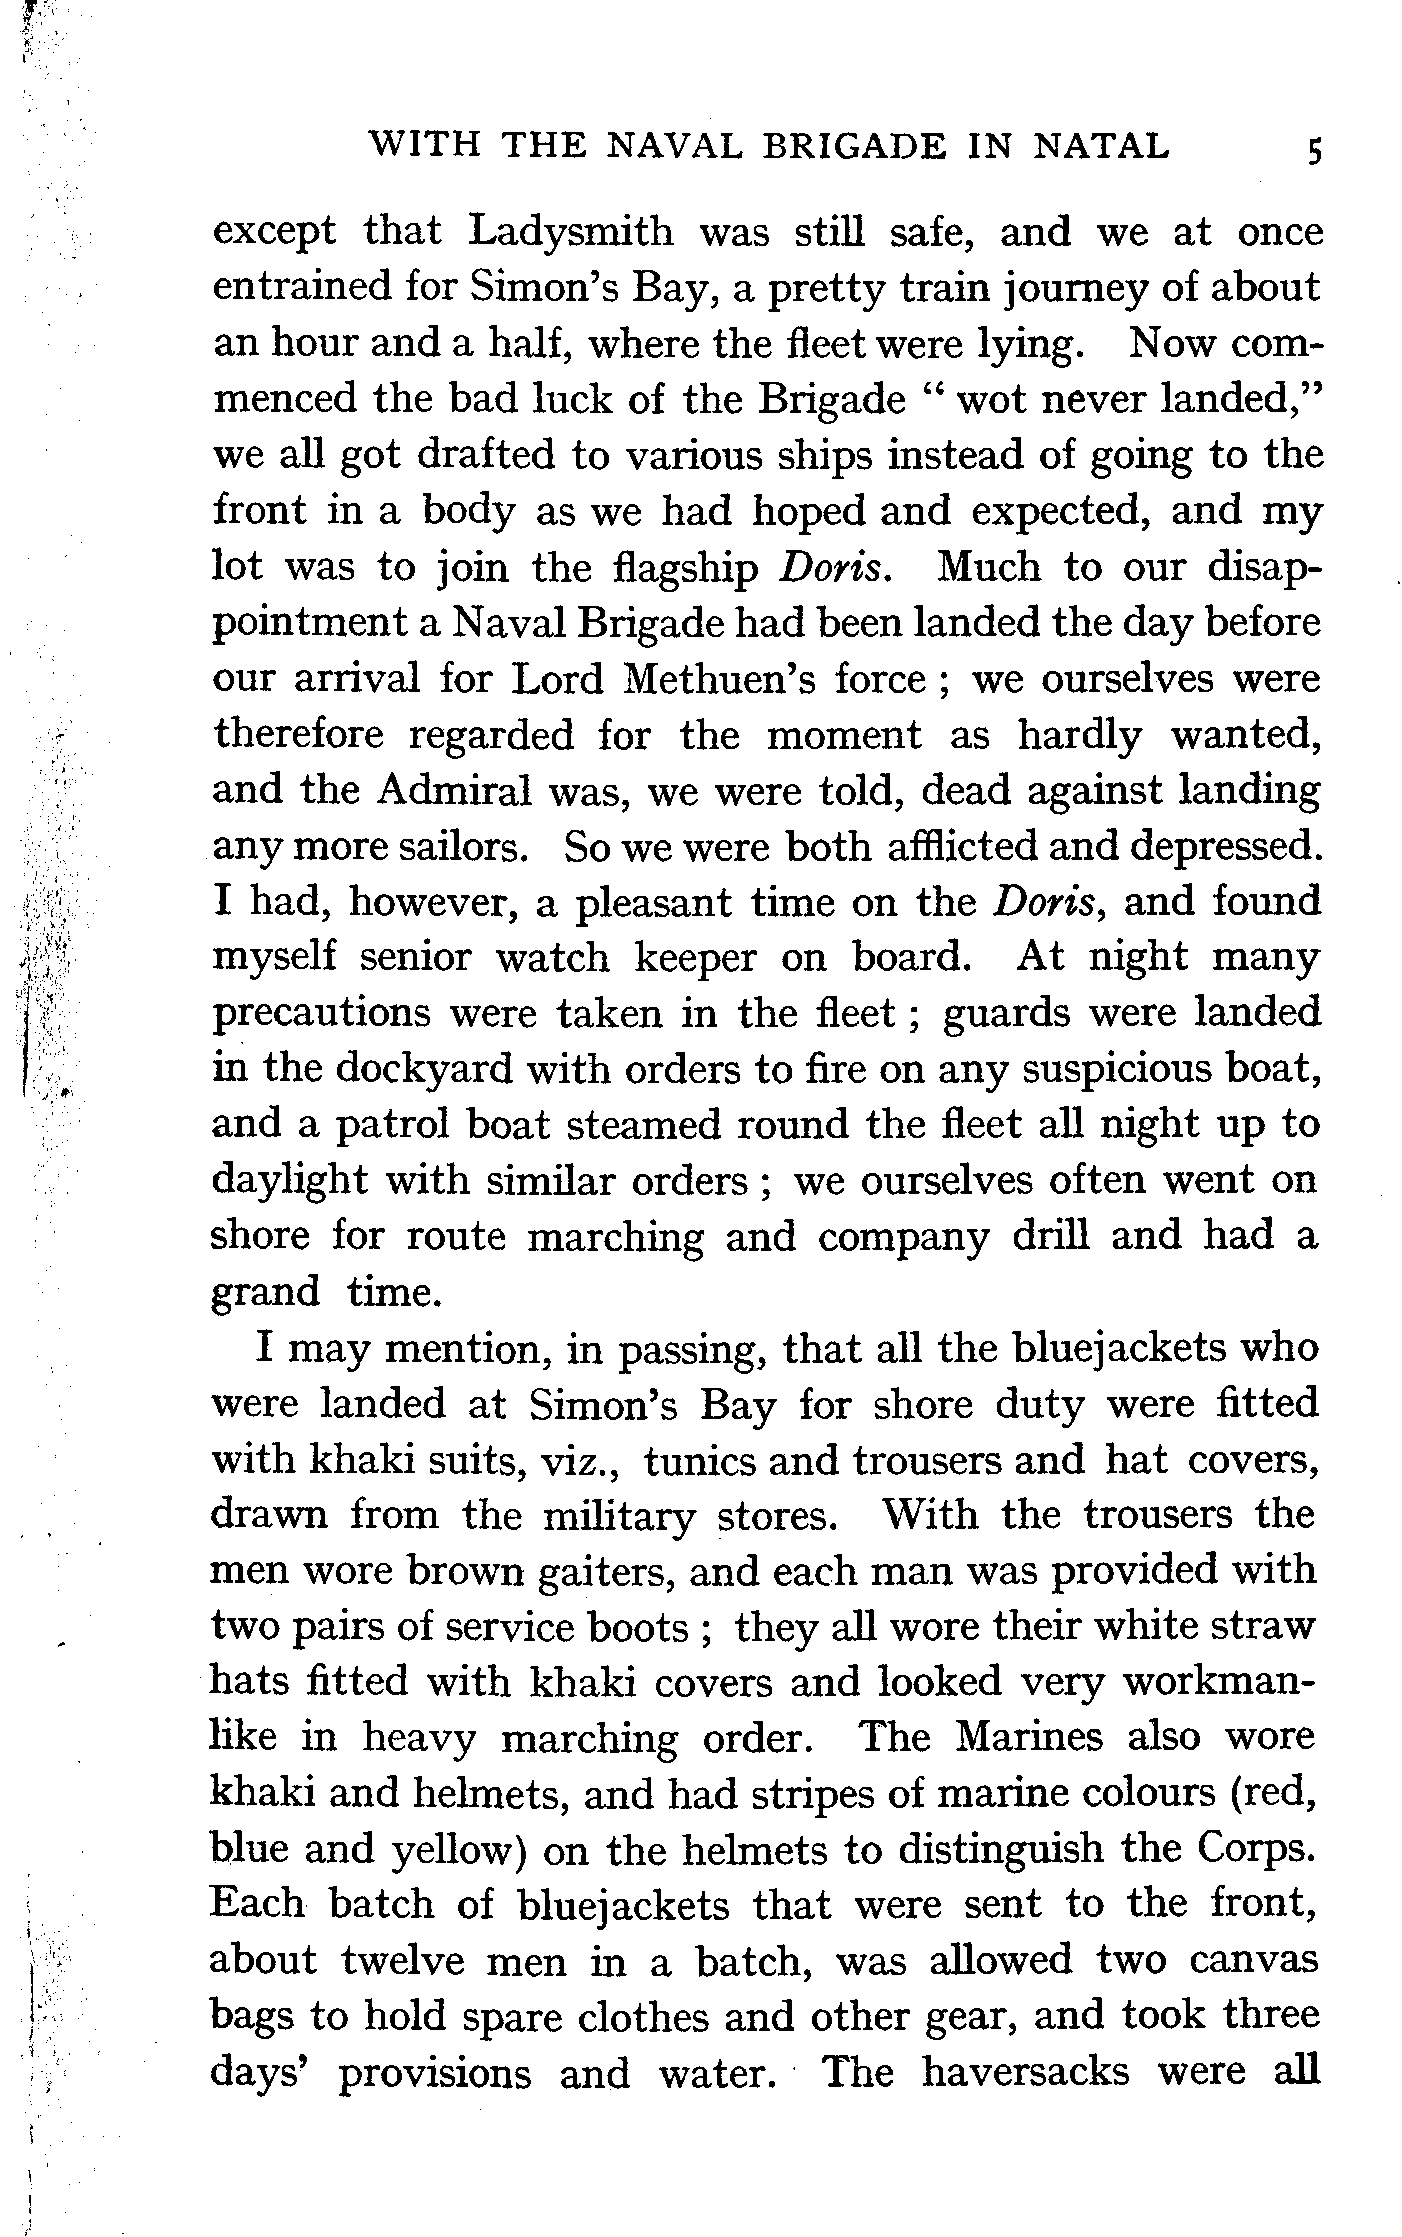 WITH THE NAVAL BRIGADE IN NATAL 5
except that Ladysmith was still safe, and we at once
entrained for Simon's Bay, a pretty train journey of about
an hour and a half, where the fleet were lying. Now com-
menced the bad luck of the Brigade " wot never landed,"
we all got drafted to various ships instead of going to the
front in a body as we had hoped and expected, and my
lot was to join the flagship Doris. Much to our disap-
pointment a Naval Brigade had been landed the day before
our arrival for Lord Methuen's force ; we ourselves were
therefore regarded for the moment as hardly wanted,
and the Admiral was, we were told, dead against landing
any more sailors. So we were both afflicted and depressed.
I had, however, a pleasant time on the Doris, and found
myself senior watch keeper on board. At night many
precautions were taken in the fleet ; guards were landed
in the dockyard with orders to fire on any suspicious boat,
and a patrol boat steamed round the fleet all night up to
daylight with similar orders ; we ourselves often went on
shore for route marching and company drill and had a
grand time.
I may mention, in passing, that all the bluejackets who
were landed at Simon's Bay for shore duty were fitted
with khaki suits, viz., tunics and trousers and hat covers,
drawn from the military stores. With the trousers the
men wore brown gaiters, and each man was provided with
two pairs of service boots ; they all wore their white straw
hats fitted with khaki covers and looked very workman-
like in heavy marching order. The Marines also wore
khaki and helmets, and had stripes of marine colours (red,
blue and yellow) on the helmets to distinguish the Corps.
Each batch of bluejackets that were sent to the front,
about twelve men in a batch, was allowed two canvas
bags to hold spare clothes and other gear, and took three
days' provisions and water. The haversacks were all